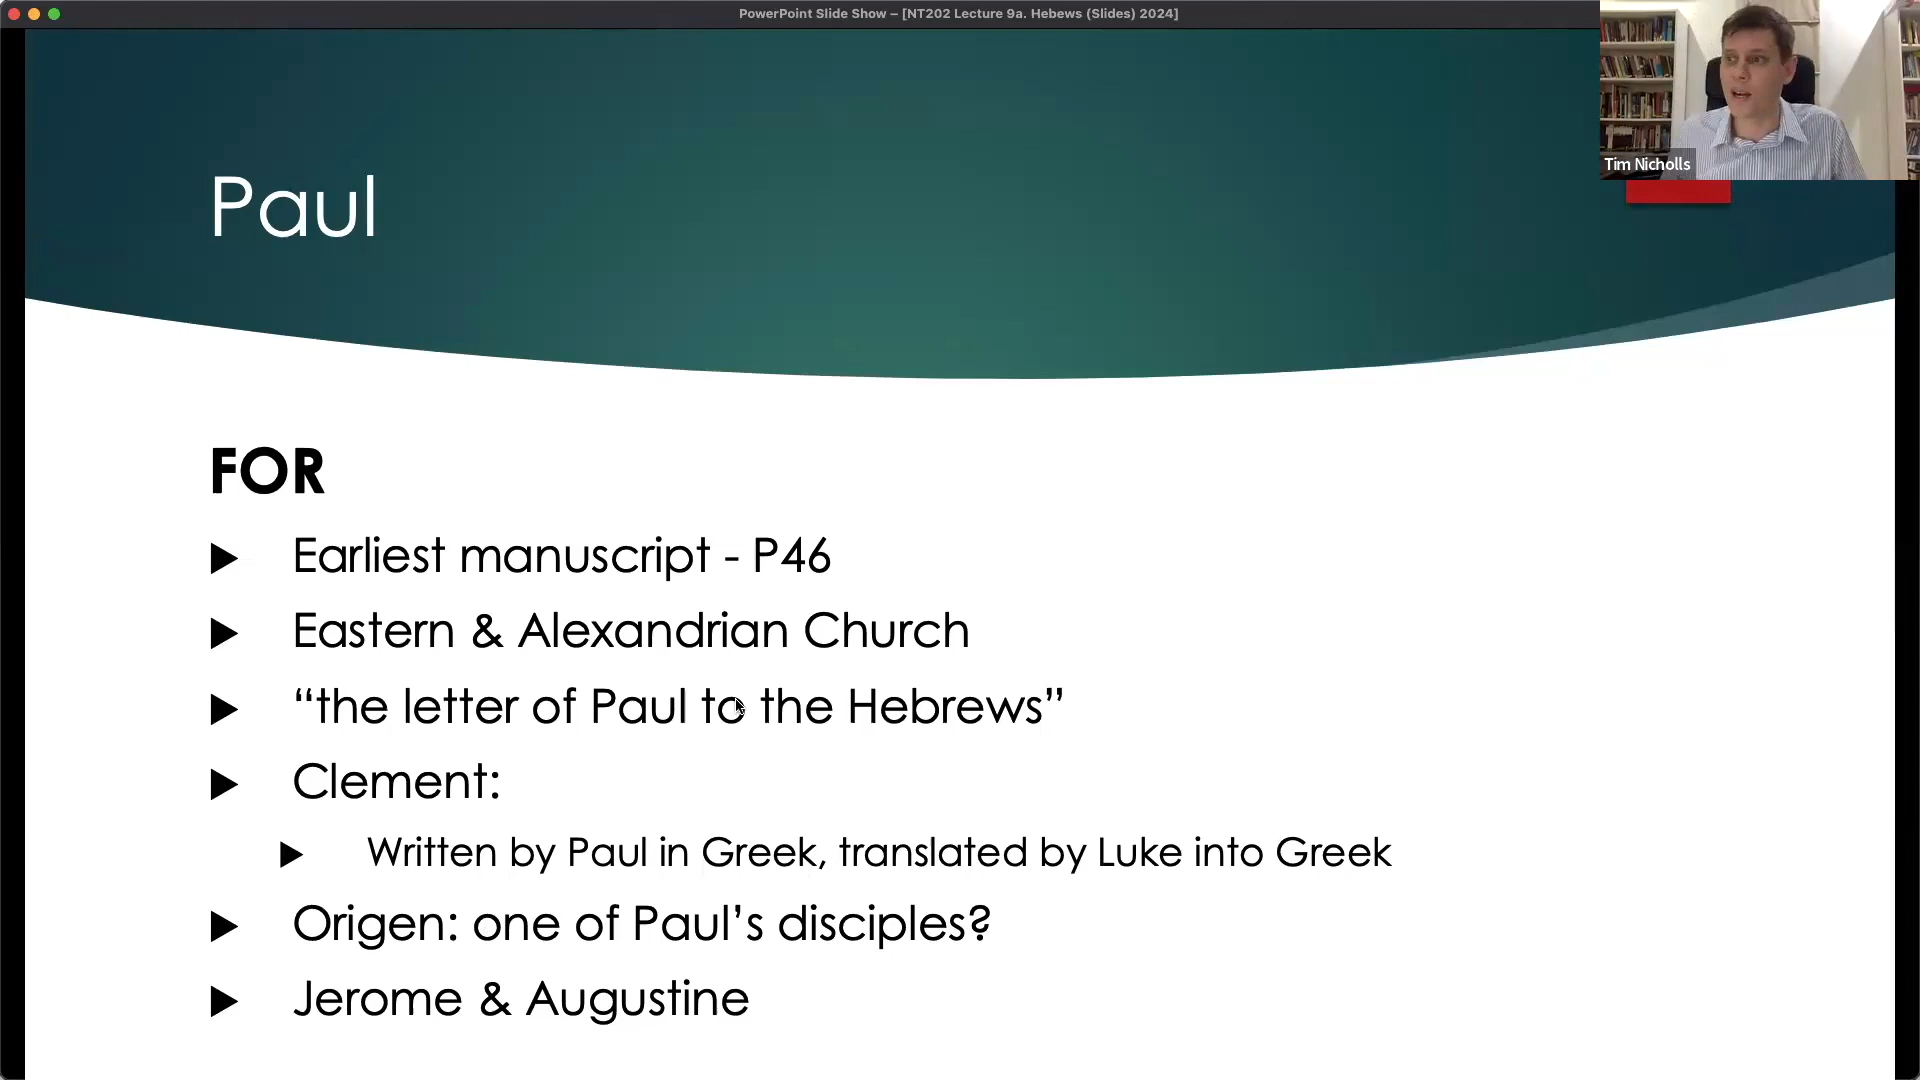 PowerPoint Slide Show – [NT202 Lecture 9a. Hebews (Slides) 2024]
Tim Nicholls
Paul
FOR
Earliest manuscript - P46
Eastern & Alexandrian Church
“the letter of Paul to the Hebrews”
Clement:
Written by Paul in Greek, translated by Luke into Greek
Origen: one of Paul’s disciples?
Jerome & Augustine